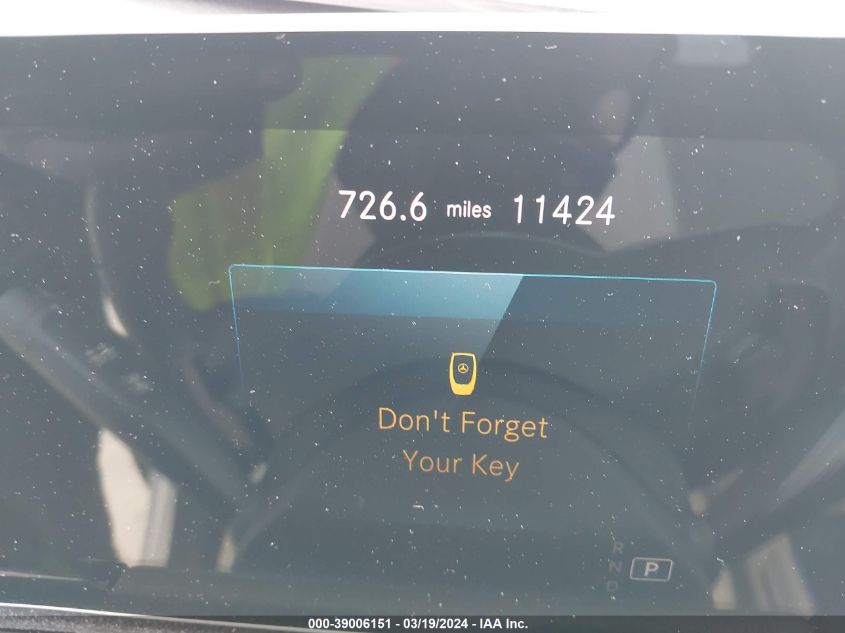 726.6 miles 11424
Don't Forget
Your Key
R
N P
D
000-39006151 - 03/19/2024 - IAA Inc.